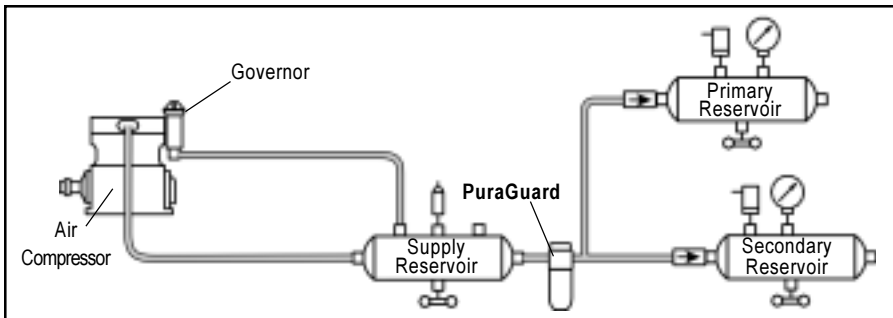 Governor
Primary
Reservoir
PuraGuard
Air
Compressor
Supply
Reservoir
Secondary
Reservoir